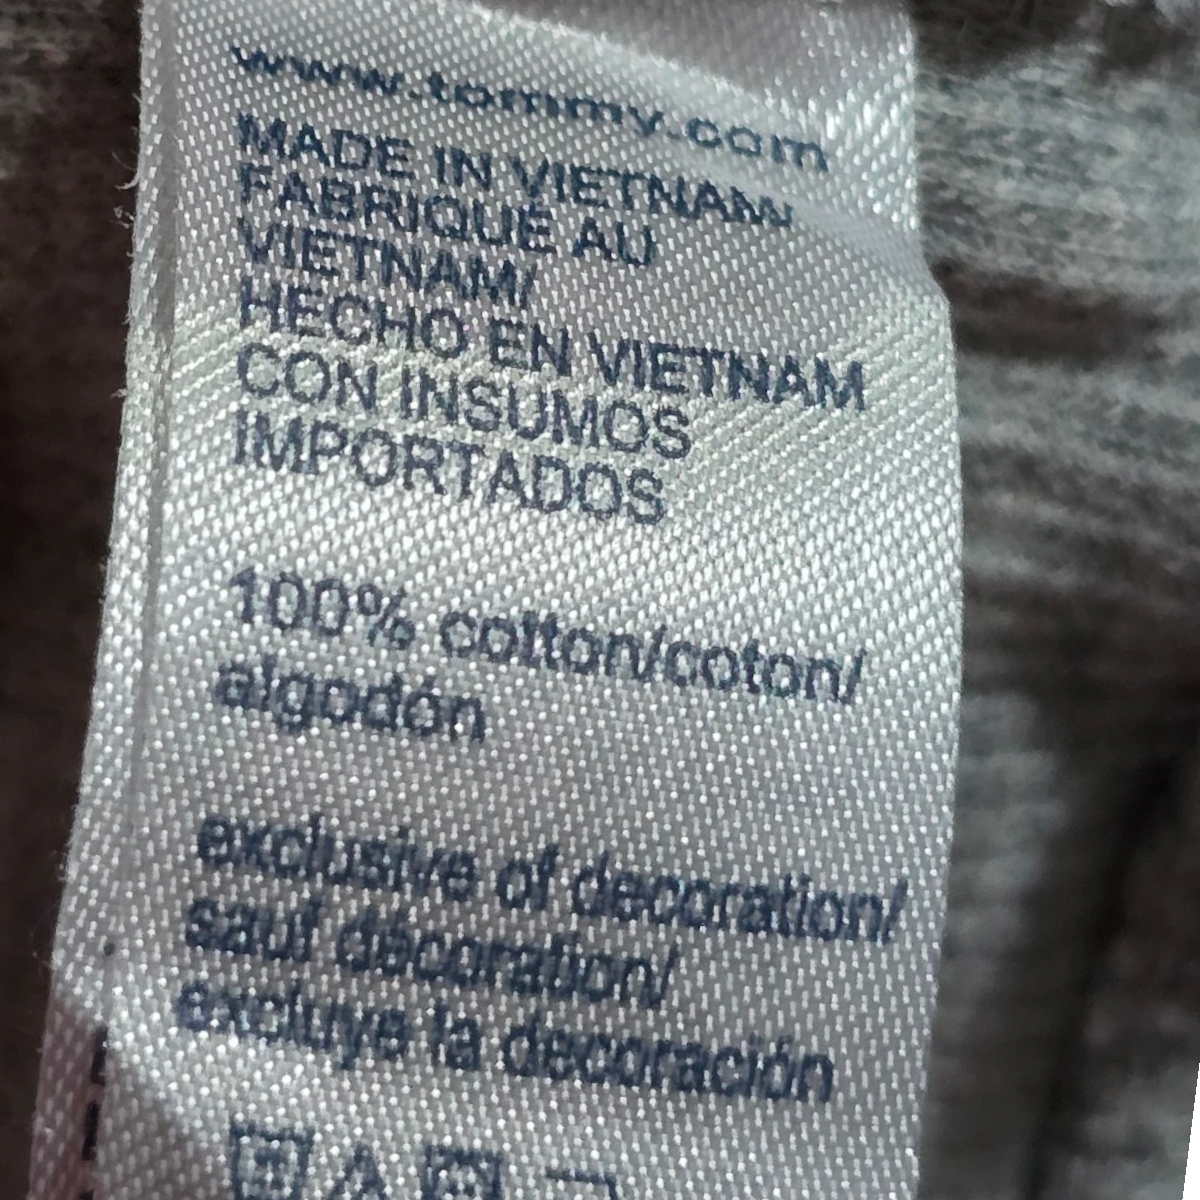 www.tommy.com
MADE IN VIETNAM/
FABRIQUÉ AU
VIETNAM/
HECHO EN VIETNAM
CON INSUMOS
IMPORTADOS
100% cotton/coton/
algodón
exclusive of decoration/
sauf décoration/
excluye la decoración